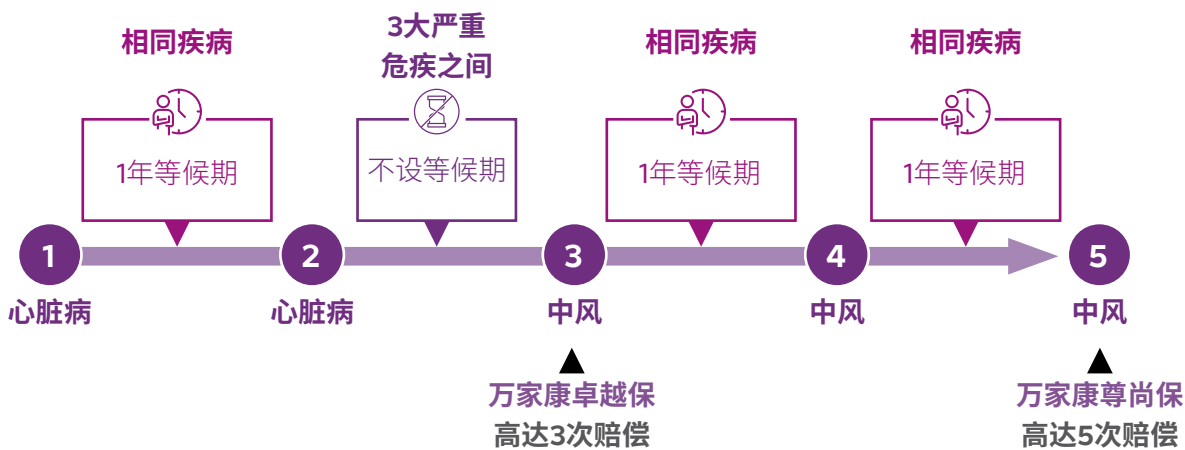 相同疾病
3大严重
危疾之间
相同疾病
相同疾病
1年等候期
不设等候期
1年等候期
1年等候期
1
2
3
4
5
心脏病
心脏病
中风
中风
中风
万家康卓越保
高达3次赔偿
万家康尊尚保
高达5次赔偿